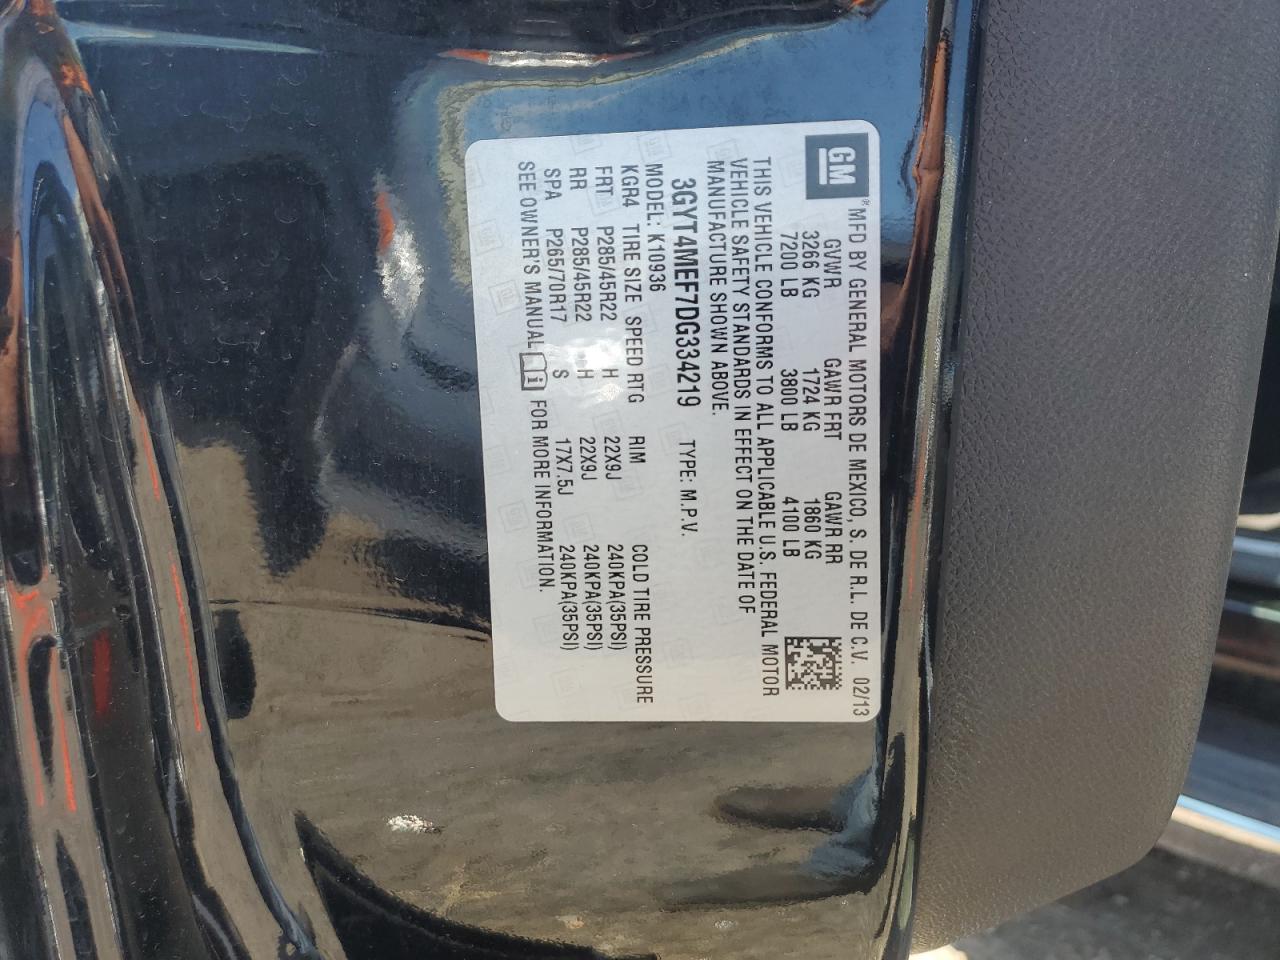 GM
® MFD BY GENERAL MOTORS DE MEXICO, S. DE R.L. DE C.V. 02/13
GVWR GAWR FRT GAWR RR
3266 KG 1724 KG 1860 KG
7200 LB 3800 LB 4100 LB
THIS VEHICLE CONFORMS TO ALL APPLICABLE U.S. FEDERAL MOTOR
VEHICLE SAFETY STANDARDS IN EFFECT ON THE DATE OF
MANUFACTURE SHOWN ABOVE.
3GYT4MEF7DG334219 TYPE: M.P.V.
MODEL: K10936
KGR4 TIRE SIZE SPEED RTG RIM COLD TIRE PRESSURE
FRT P285/45R22 H 22X9J 240KPA(35PSI)
RR P285/45R22 H 22X9J 240KPA(35PSI)
SPA P265/70R17 S 17X7.5J 240KPA(35PSI)
SEE OWNER'S MANUAL i FOR MORE INFORMATION.